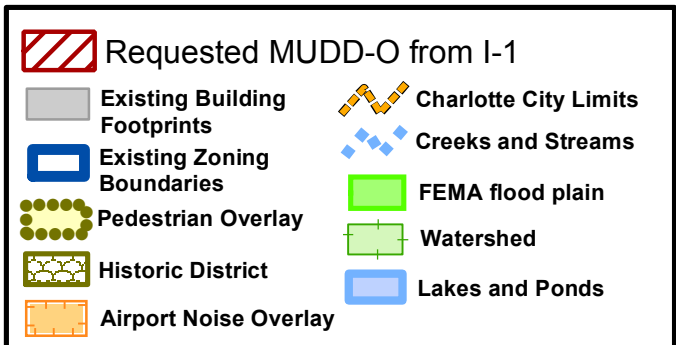 Requested MUDD-O from I-1
Existing Building
Footprints
Existing Zoning
Boundaries
Pedestrian Overlay
Historic District
Airport Noise Overlay
Charlotte City Limits
Creeks and Streams
FEMA flood plain
Watershed
Lakes and Ponds